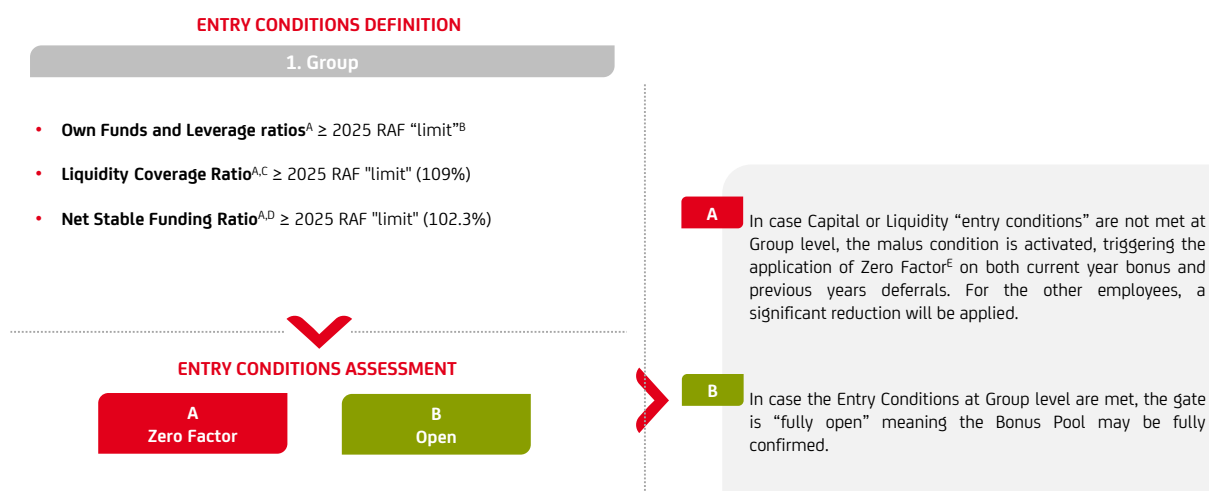 ENTRY CONDITIONS DEFINITION
1. Group
• Own Funds and Leverage ratiosᴬ ≥ 2025 RAF “limit”ᴮ
• Liquidity Coverage Ratioᴬ,ᶜ ≥ 2025 RAF "limit" (109%)
• Net Stable Funding Ratioᴬ,ᴰ ≥ 2025 RAF "limit" (102.3%)
ENTRY CONDITIONS ASSESSMENT
A
Zero Factor
B
Open
A
In case Capital or Liquidity “entry conditions” are not met at
Group level, the malus condition is activated, triggering the
application of Zero Factorᴱ on both current year bonus and
previous years deferrals. For the other employees, a
significant reduction will be applied.
B
In case the Entry Conditions at Group level are met, the gate
is “fully open” meaning the Bonus Pool may be fully
confirmed.